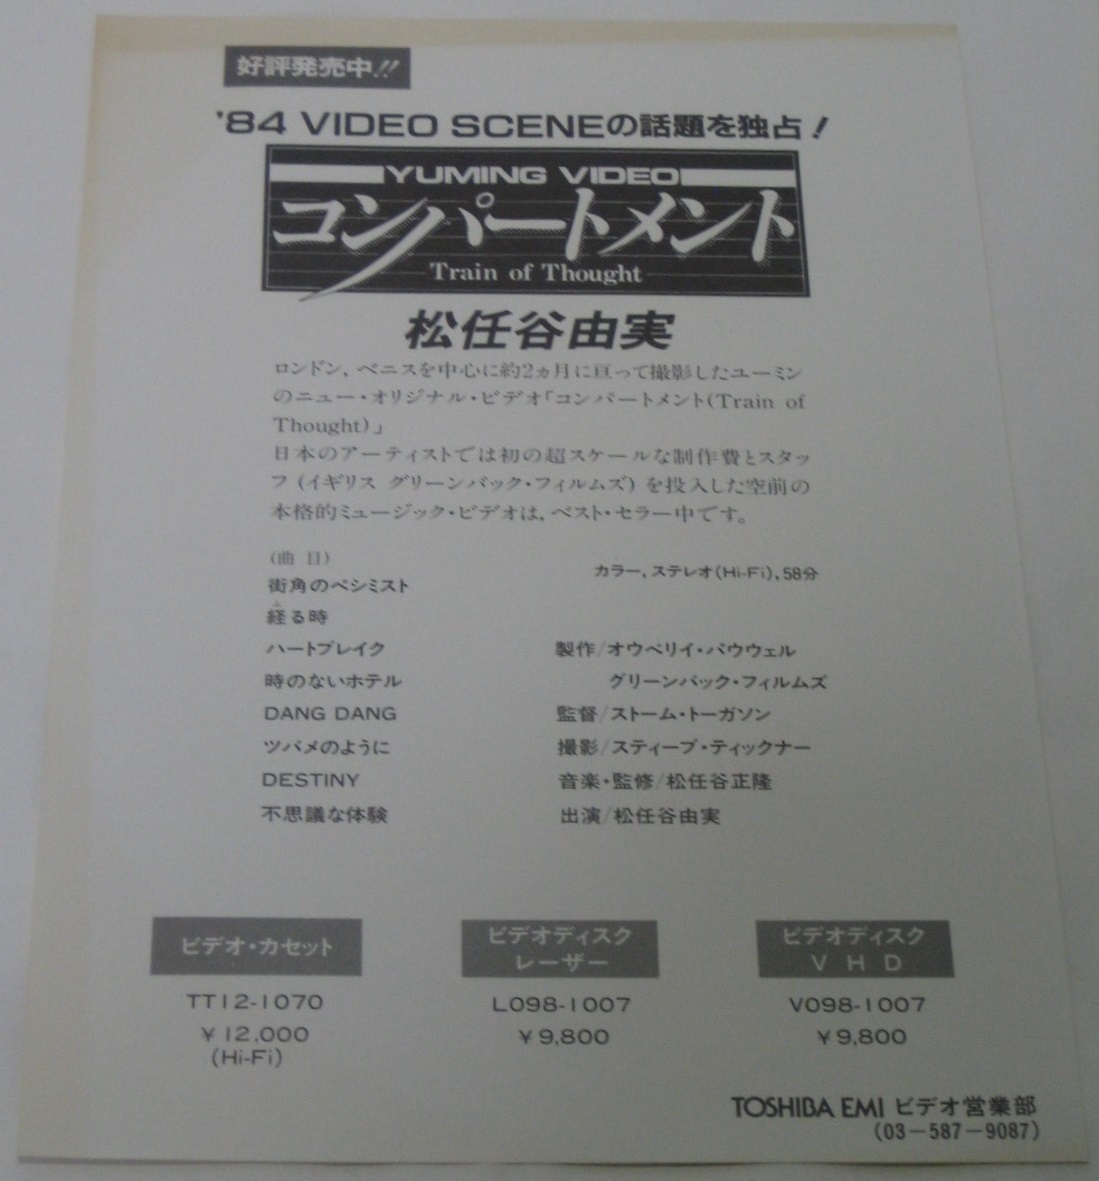 好評発売中!!
'84 VIDEO SCENEの話題を独占!
YUMING VIDEO
コンパートメント
Train of Thought
松任谷由実
ロンドン、ベニスを中心に約2ヵ月に亘って撮影したユーミン
のニュー・オリジナル・ビデオ「コンパートメント(Train of
Thought)」
日本のアーティストでは初の超スケールな制作費とスタッ
フ (イギリス グリーンバック・フィルムズ) を投入した空前の
本格的ミュージック・ビデオは、ベスト・セラー中です。
(曲 目)
カラー、ステレオ(Hi-Fi)、58分
街角のペシミスト
経る時
ハートブレイク
製作/オウベリイ・パウウェル
時のないホテル
グリーンバック・フィルムズ
DANG DANG
監督/ストーム・トーガソン
ツバメのように
撮影/スティーブ・ティックナー
DESTINY
音楽・監修/松任谷正隆
不思議な体験
出演/松任谷由実
ビデオ・カセット
TT12-1070
¥12,000
(Hi-Fi)
ビデオディスク
レーザー
L098-1007
¥9,800
ビデオディスク
V H D
V098-1007
¥9,800
TOSHIBA EMI ビデオ営業部
(03-587-9087)